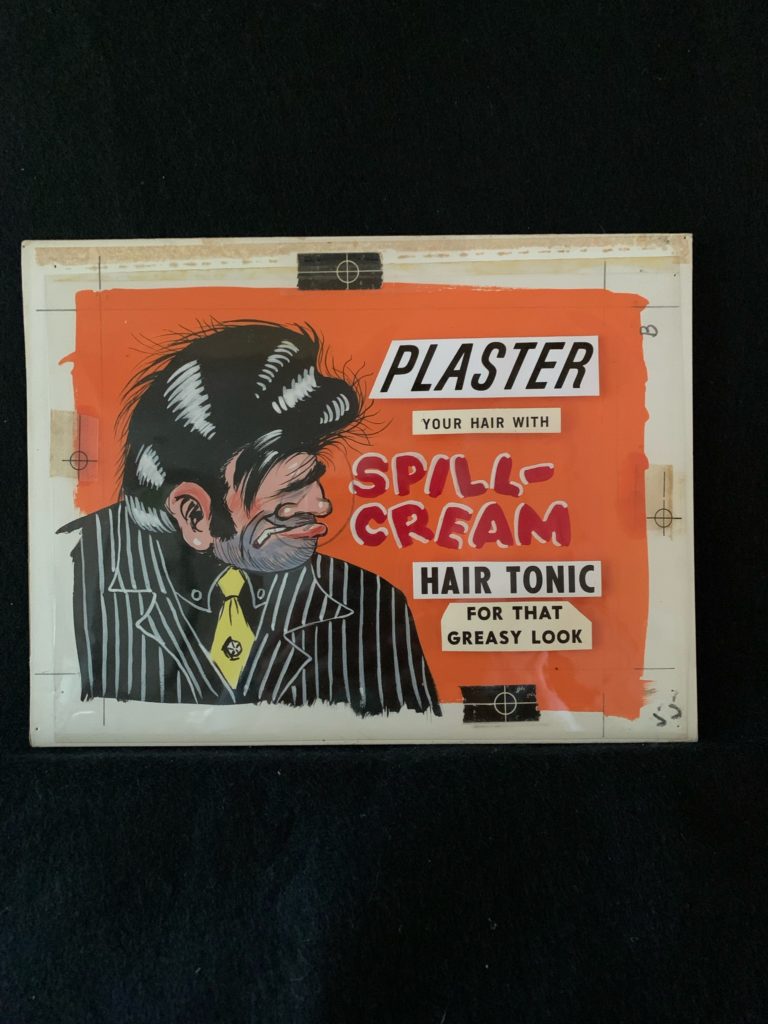 PLASTER
YOUR HAIR WITH
SPILL-
CREAM
HAIR TONIC
FOR THAT
GREASY LOOK
B